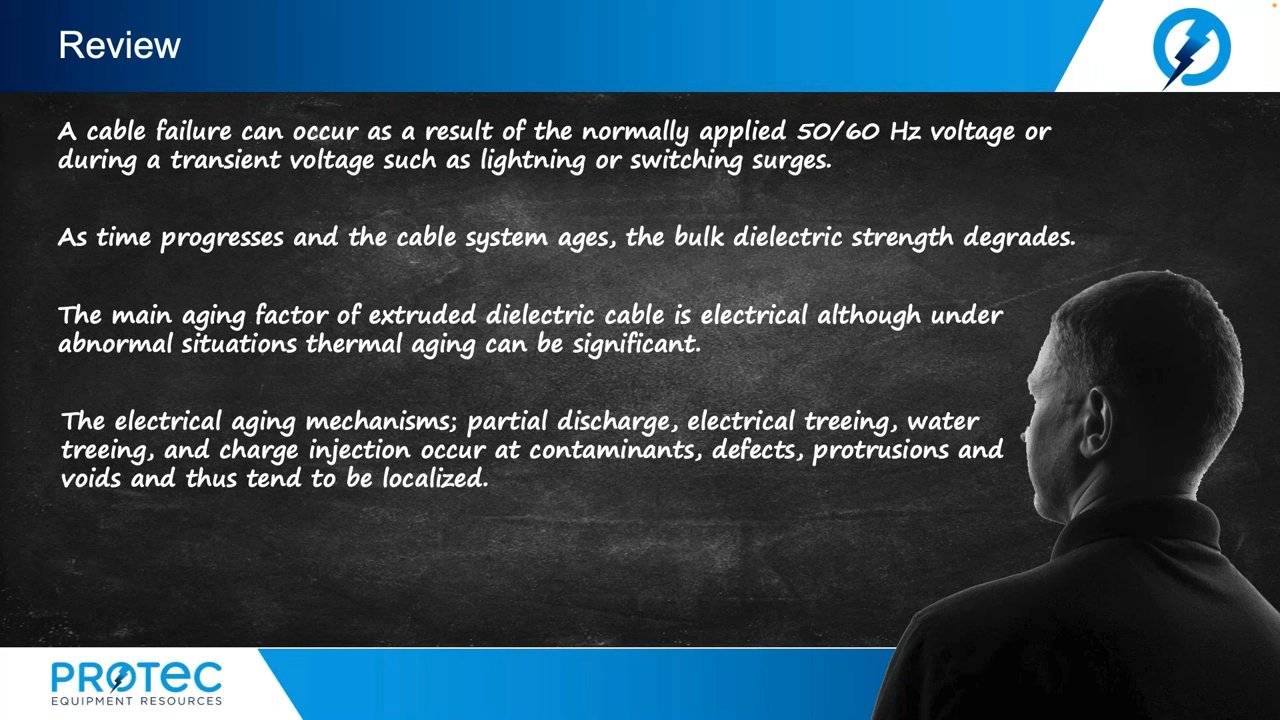 Review
A cable failure can occur as a result of the normally applied 50/60 Hz voltage or
during a transient voltage such as lightning or switching surges.
As time progresses and the cable system ages, the bulk dielectric strength degrades.
The main aging factor of extruded dielectric cable is electrical although under
abnormal situations thermal aging can be significant.
The electrical aging mechanisms; partial discharge, electrical treeing, water
treeing, and charge injection occur at contaminants, defects, protrusions and
voids and thus tend to be localized.
PROTEC
EQUIPMENT RESOURCES